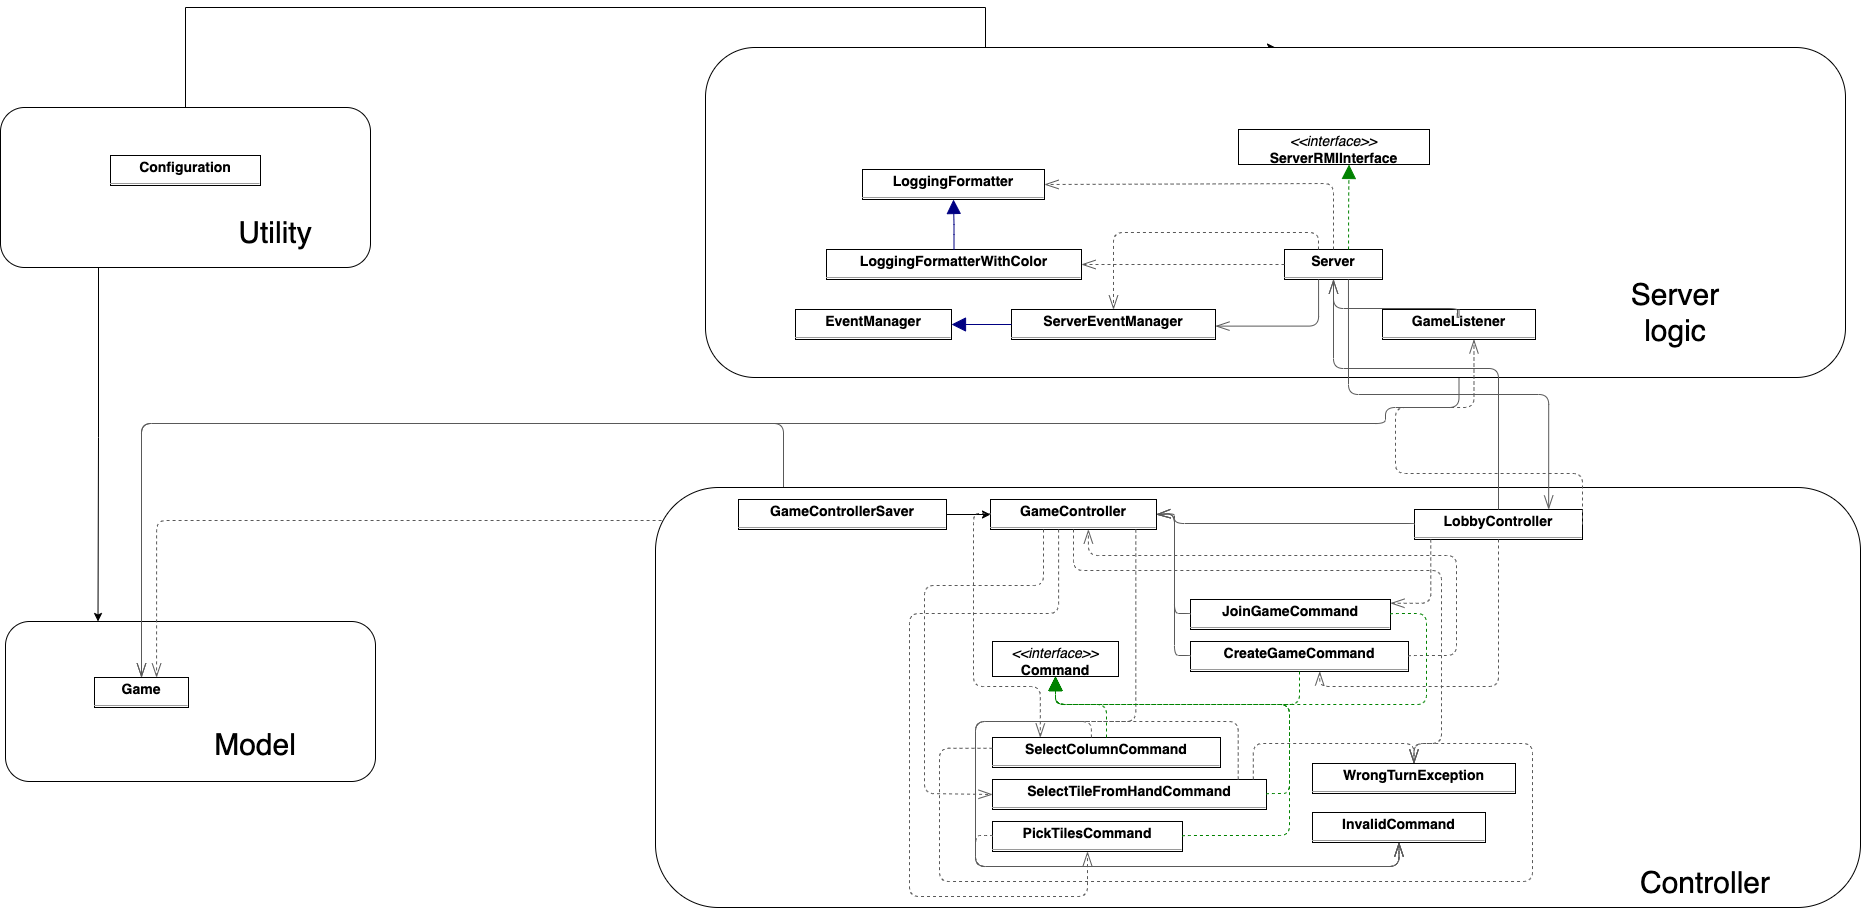 Configuration
Utility
<<interface>>
ServerRMIInterface
LoggingFormatter
LoggingFormatterWithColor
Server
EventManager
ServerEventManager
GameListener
Server
logic
GameControllerSaver
GameController
LobbyController
JoinGameCommand
<<interface>>
Command
CreateGameCommand
Game
Model
SelectColumnCommand
WrongTurnException
SelectTileFromHandCommand
InvalidCommand
PickTilesCommand
Controller